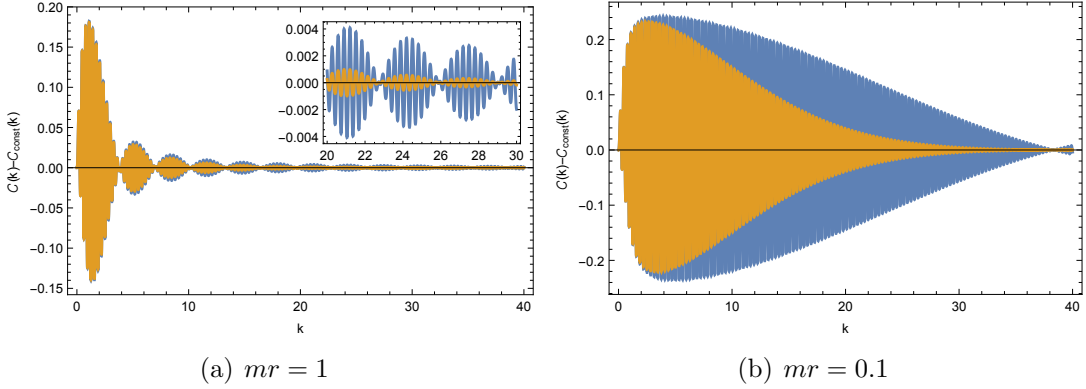 0.20
0.15
0.10
0.05
0.00
−0.05
−0.10
−0.15
C(k)−C_const(k)
0 10 20 30 40
k
0.004
0.002
0.000
−0.002
−0.004
20 22 24 26 28 30
(a) mr = 1
0.2
0.1
0.0
−0.1
−0.2
C(k)−C_const(k)
0 10 20 30 40
k
(b) mr = 0.1